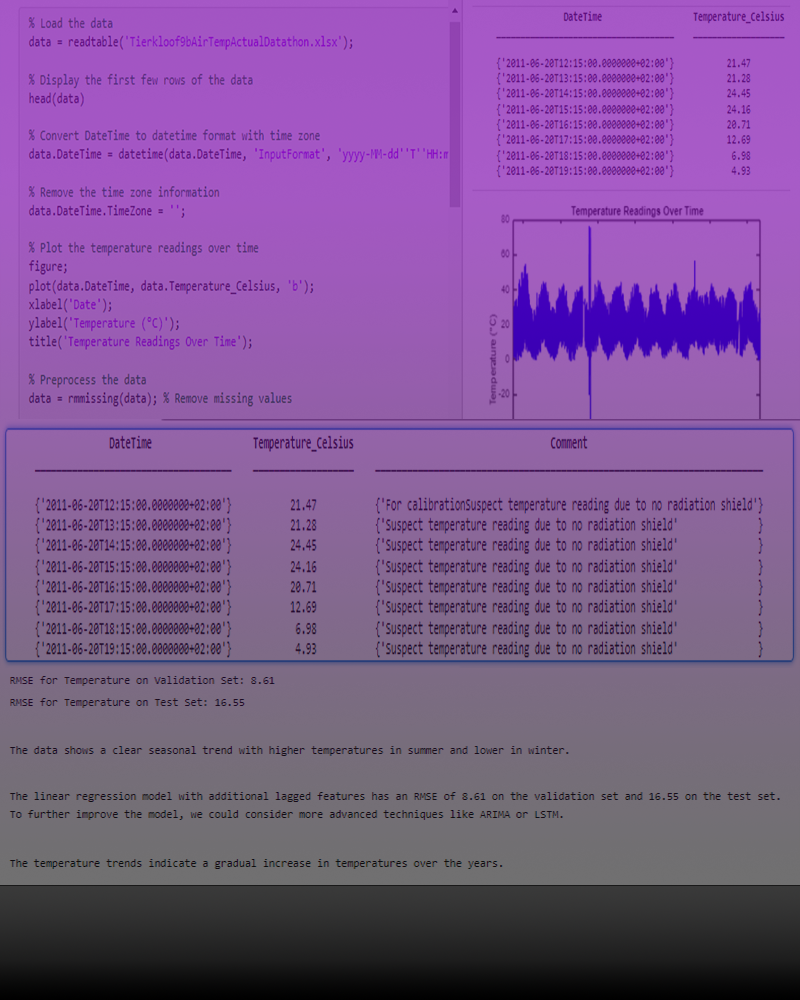 % Load the data
data = readtable('Tierkloof9bAirTempActualDatathon.xlsx');
% Display the first few rows of the data
head(data)
% Convert DateTime to datetime format with time zone
data.DateTime = datetime(data.DateTime, 'InputFormat', 'yyyy-MM-dd''T''HH:m
% Remove the time zone information
data.DateTime.TimeZone = '';
% Plot the temperature readings over time
figure;
plot(data.DateTime, data.Temperature_Celsius, 'b');
xlabel('Date');
ylabel('Temperature (°C)');
title('Temperature Readings Over Time');
% Preprocess the data
data = rmmissing(data); % Remove missing values
DateTime Temperature_Celsius
{'2011-06-20T12:15:00.0000000+02:00'} 21.47
{'2011-06-20T13:15:00.0000000+02:00'} 21.28
{'2011-06-20T14:15:00.0000000+02:00'} 24.45
{'2011-06-20T15:15:00.0000000+02:00'} 24.16
{'2011-06-20T16:15:00.0000000+02:00'} 20.71
{'2011-06-20T17:15:00.0000000+02:00'} 12.69
{'2011-06-20T18:15:00.0000000+02:00'} 6.98
{'2011-06-20T19:15:00.0000000+02:00'} 4.93
Temperature Readings Over Time
80
60
40
20
0
-20
Temperature (°C)
DateTime Temperature_Celsius Comment
{'2011-06-20T12:15:00.0000000+02:00'} 21.47 {'For calibrationSuspect temperature reading due to no radiation shield'}
{'2011-06-20T13:15:00.0000000+02:00'} 21.28 {'Suspect temperature reading due to no radiation shield' }
{'2011-06-20T14:15:00.0000000+02:00'} 24.45 {'Suspect temperature reading due to no radiation shield' }
{'2011-06-20T15:15:00.0000000+02:00'} 24.16 {'Suspect temperature reading due to no radiation shield' }
{'2011-06-20T16:15:00.0000000+02:00'} 20.71 {'Suspect temperature reading due to no radiation shield' }
{'2011-06-20T17:15:00.0000000+02:00'} 12.69 {'Suspect temperature reading due to no radiation shield' }
{'2011-06-20T18:15:00.0000000+02:00'} 6.98 {'Suspect temperature reading due to no radiation shield' }
{'2011-06-20T19:15:00.0000000+02:00'} 4.93 {'Suspect temperature reading due to no radiation shield' }
RMSE for Temperature on Validation Set: 8.61
RMSE for Temperature on Test Set: 16.55
The data shows a clear seasonal trend with higher temperatures in summer and lower in winter.
The linear regression model with additional lagged features has an RMSE of 8.61 on the validation set and 16.55 on the test set.
To further improve the model, we could consider more advanced techniques like ARIMA or LSTM.
The temperature trends indicate a gradual increase in temperatures over the years.